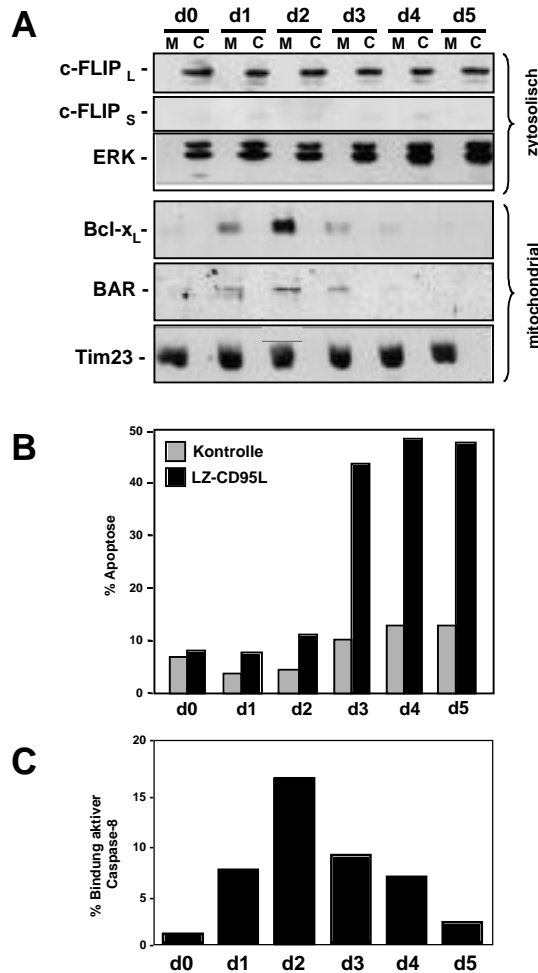 A
d0 d1 d2 d3 d4 d5
M C M C M C M C M C M C
c-FLIP L -
c-FLIP S -
ERK -
zytosolisch
Bcl-xL -
BAR -
Tim23 -
mitochondrial
B
50
40
30
20
10
0
% Apoptose
Kontrolle
LZ-CD95L
d0 d1 d2 d3 d4 d5
C
20
15
10
5
0
% Bindung aktiver
Caspase-8
d0 d1 d2 d3 d4 d5